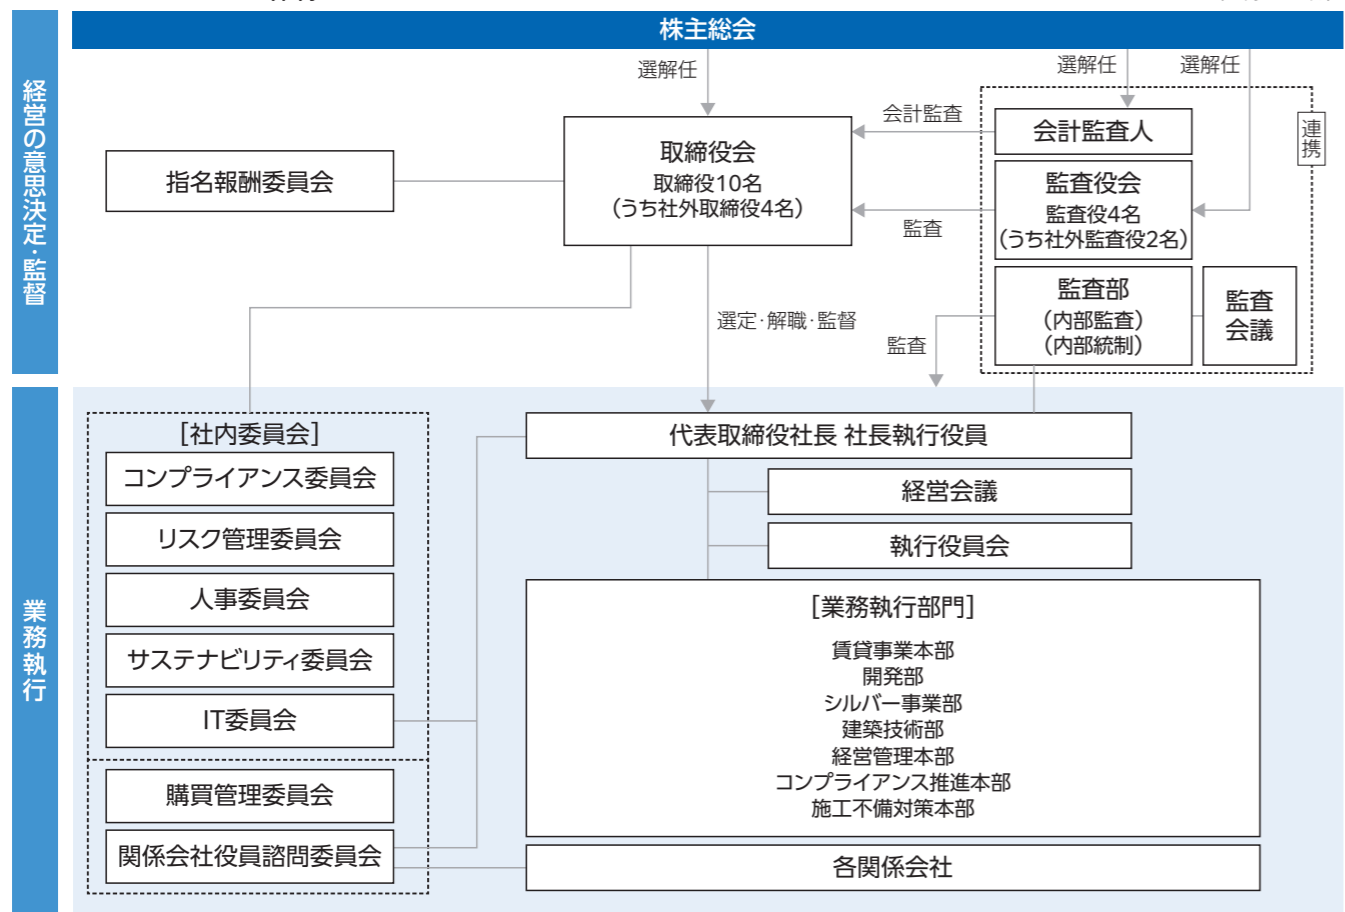 株主総会
経営の意思決定・監督
選解任
選解任
選解任
会計監査
会計監査人
連携
取締役会
取締役10名
(うち社外取締役4名)
指名報酬委員会
監査役会
監査役4名
(うち社外監査役2名)
監査
監査部
(内部監査)
(内部統制)
監査
会議
選定・解職・監督
監査
業務執行
[社内委員会]
コンプライアンス委員会
リスク管理委員会
人事委員会
サステナビリティ委員会
IT委員会
購買管理委員会
関係会社役員諮問委員会
代表取締役社長 社長執行役員
経営会議
執行役員会
[業務執行部門]
賃貸事業本部
開発部
シルバー事業部
建築技術部
経営管理本部
コンプライアンス推進本部
施工不備対策本部
各関係会社